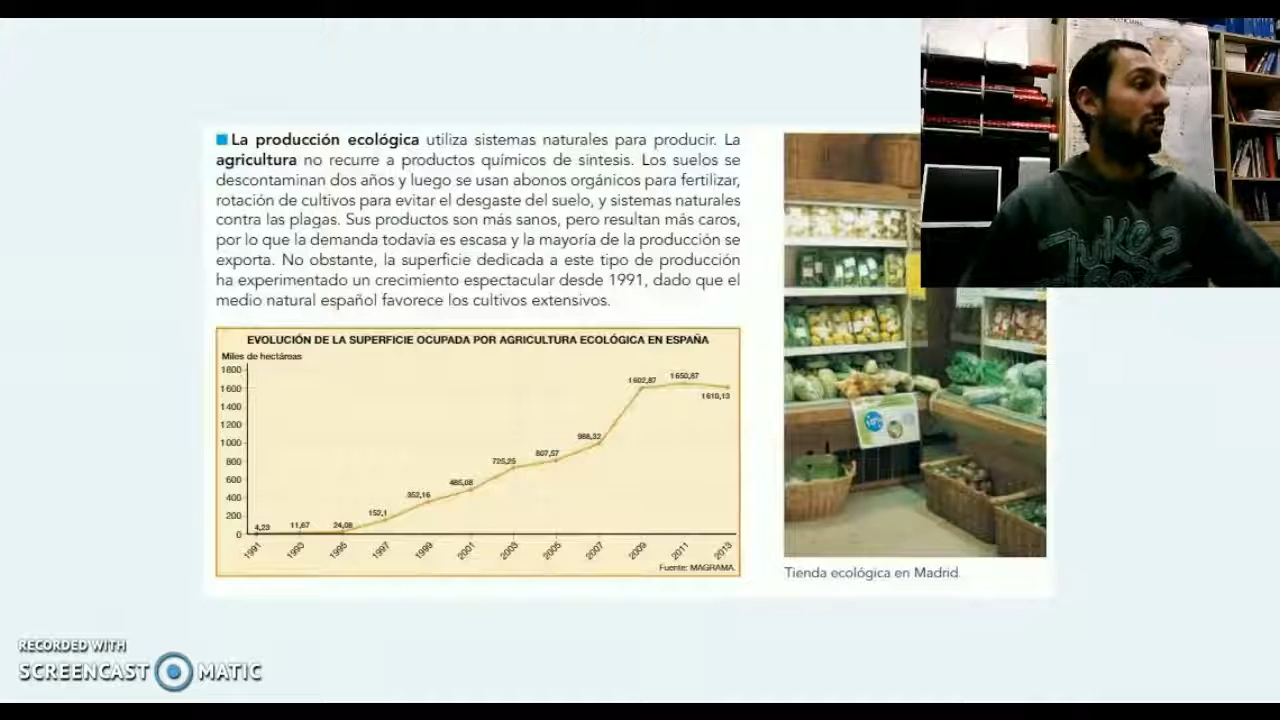 ■ La producción ecológica utiliza sistemas naturales para producir. La
agricultura no recurre a productos químicos de síntesis. Los suelos se
descontaminan dos años y luego se usan abonos orgánicos para fertilizar,
rotación de cultivos para evitar el desgaste del suelo, y sistemas naturales
contra las plagas. Sus productos son más sanos, pero resultan más caros,
por lo que la demanda todavía es escasa y la mayoría de la producción se
exporta. No obstante, la superficie dedicada a este tipo de producción
ha experimentado un crecimiento espectacular desde 1991, dado que el
medio natural español favorece los cultivos extensivos.
EVOLUCIÓN DE LA SUPERFICIE OCUPADA POR AGRICULTURA ECOLÓGICA EN ESPAÑA
Miles de hectáreas
1800
1600
1400
1200
1000
800
600
400
200
0
4,23
11,67
24,08
152,1
352,16
485,08
725,25
807,57
988,32
1602,87
1650,87
1610,13
1991
1993
1995
1997
1999
2001
2003
2005
2007
2009
2011
2013
Fuente: MAGRAMA.
Tienda ecológica en Madrid.
RECORDED WITH
SCREENCAST MATIC